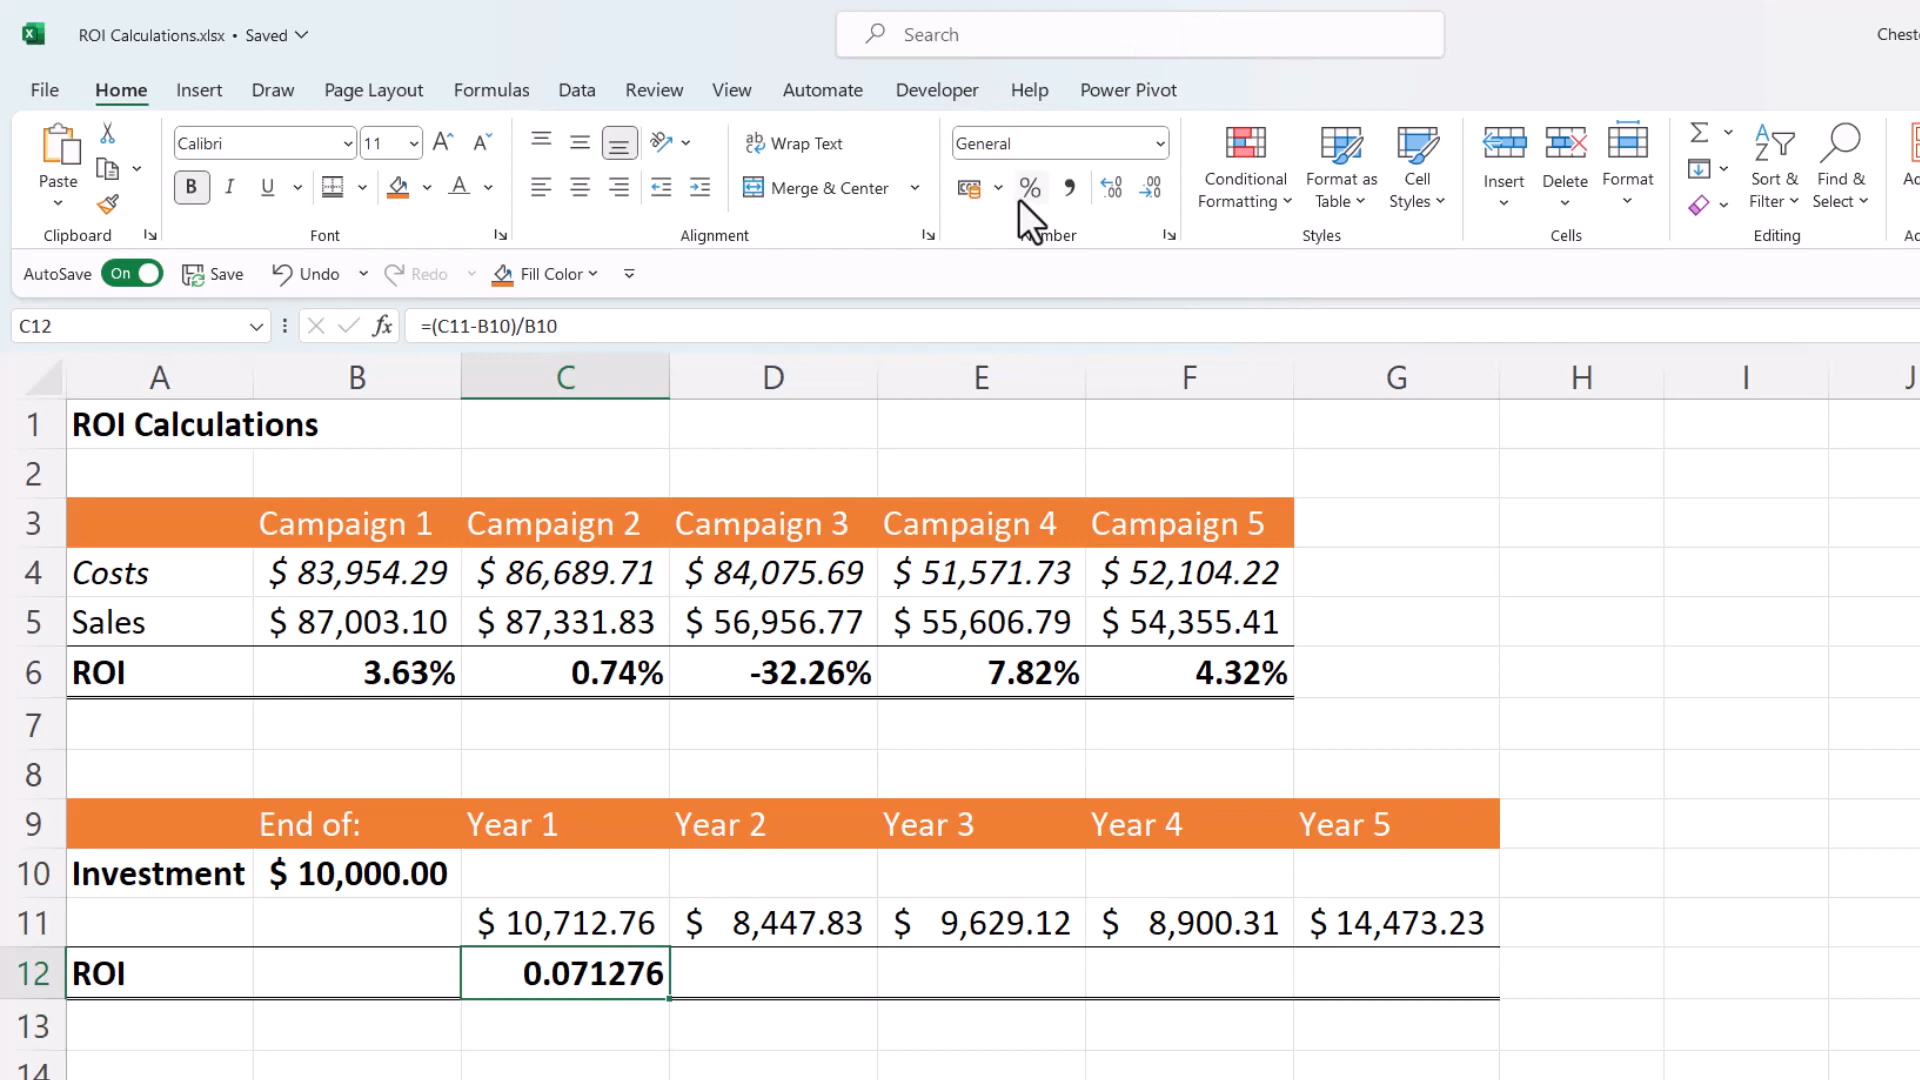 ROI Calculations.xlsx • Saved
Search
Chest
File Home Insert Draw Page Layout Formulas Data Review View Automate Developer Help Power Pivot
Calibri 11 Wrap Text General
Paste B I U A Merge & Center % Conditional Formatting Format as Table Cell Styles Insert Delete Format Sort & Filter Find & Select
Clipboard Font Alignment Styles Cells Editing
AutoSave On Save Undo Redo Fill Color
C12 fx =(C11-B10)/B10
A B C D E F G H I J
1 ROI Calculations
2
3 Campaign 1 Campaign 2 Campaign 3 Campaign 4 Campaign 5
4 Costs $ 83,954.29 $ 86,689.71 $ 84,075.69 $ 51,571.73 $ 52,104.22
5 Sales $ 87,003.10 $ 87,331.83 $ 56,956.77 $ 55,606.79 $ 54,355.41
6 ROI 3.63% 0.74% -32.26% 7.82% 4.32%
7
8
9 End of: Year 1 Year 2 Year 3 Year 4 Year 5
10 Investment $ 10,000.00
11 $ 10,712.76 $ 8,447.83 $ 9,629.12 $ 8,900.31 $ 14,473.23
12 ROI 0.071276
13
14